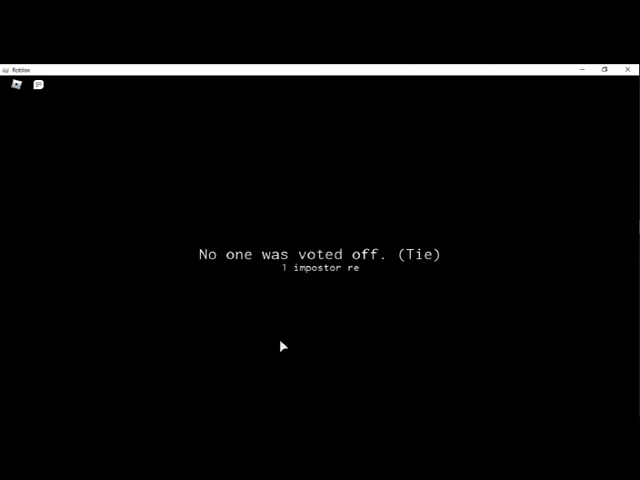 Roblox
No one was voted off. (Tie)
1 impostor re